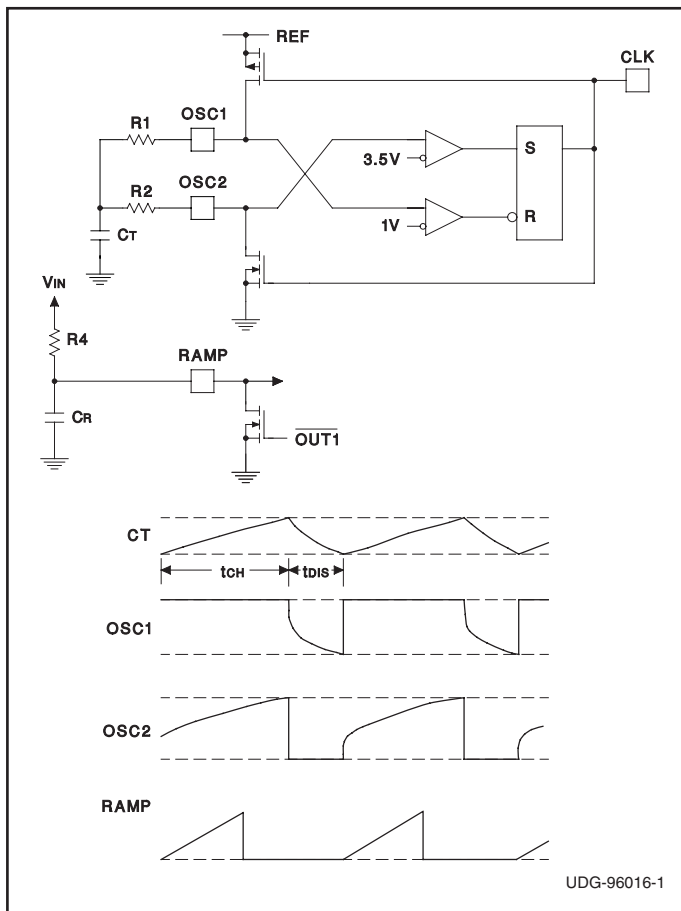 REF
CLK
OSC1
R1
S
3.5V
OSC2
R2
R
1V
CT
VIN
R4
RAMP
CR
OUT1
CT
tCH
tDIS
OSC1
OSC2
RAMP
UDG-96016-1